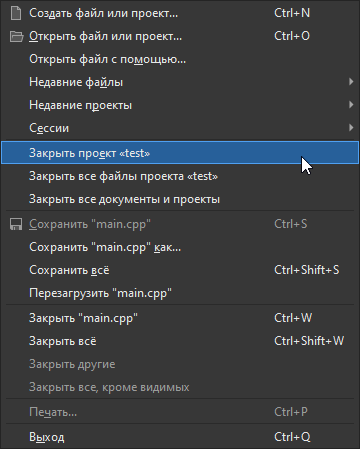 Создать файл или проект... Ctrl+N
Открыть файл или проект... Ctrl+O
Открыть файл с помощью...
Недавние файлы
Недавние проекты
Сессии
Закрыть проект «test»
Закрыть все файлы проекта «test»
Закрыть все документы и проекты
Сохранить "main.cpp" Ctrl+S
Сохранить "main.cpp" как...
Сохранить всё Ctrl+Shift+S
Перезагрузить "main.cpp"
Закрыть "main.cpp" Ctrl+W
Закрыть всё Ctrl+Shift+W
Закрыть другие
Закрыть все, кроме видимых
Печать... Ctrl+P
Выход Ctrl+Q